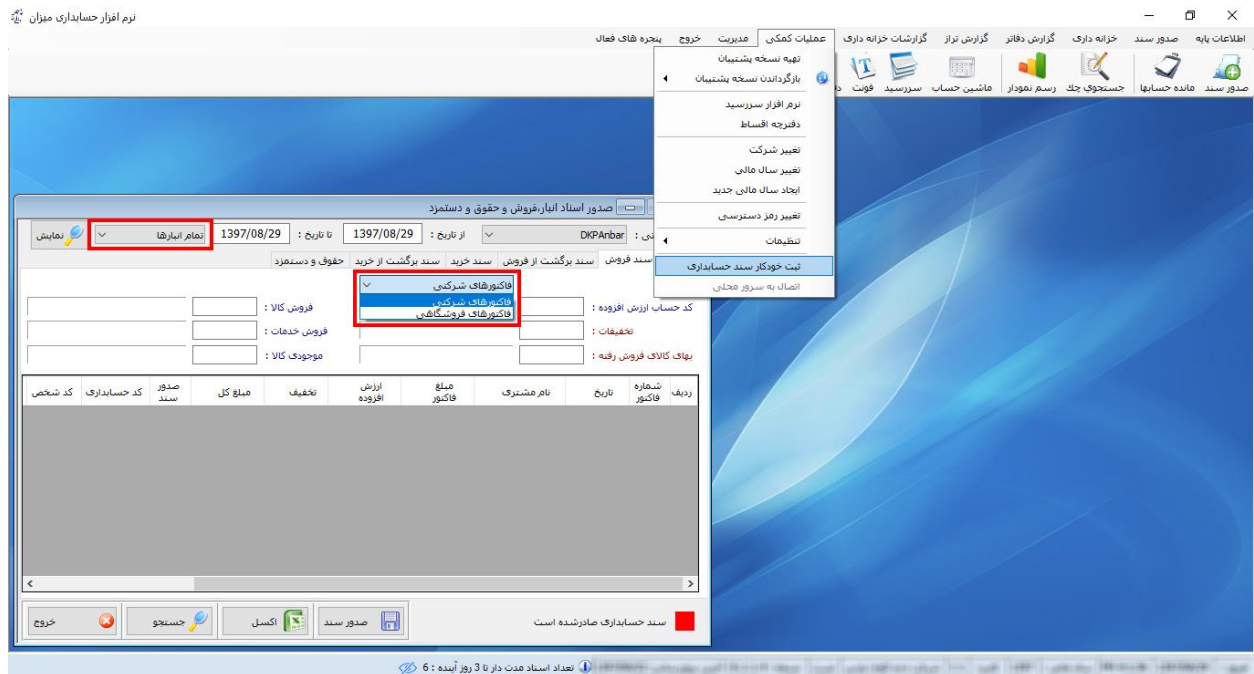 نرم افزار حسابداری میزان
اطلاعات پایه صدور سند خزانه داری گزارش دفاتر گزارش تراز گزارشات خزانه داری عملیات کمکی مدیریت خروج پنجره های فعال
صدور سند مانده حسابها جستجوي چك رسم نمودار ماشین حساب سررسید فونت
تهیه نسخه پشتیبان
بازگرداندن نسخه پشتیبان
نرم افزار سررسید
دفترچه اقساط
تغییر شرکت
تغییر سال مالی
ایجاد سال مالی جدید
تغییر رمز دسترسی
تنظیمات
ثبت خودکار سند حسابداری
اتصال به سرور محلی
صدور اسناد انبار،فروش و حقوق و دستمزد
DKPAnbar از تاریخ : 1397/08/29 تا تاریخ : 1397/08/29 تمام انبارها نمایش
سند فروش سند برگشت از فروش سند خرید سند برگشت از خرید حقوق و دستمزد
فاکتورهای شرکتی
فاکتورهای شرکتی
فاکتورهای فروشگاهی
کد حساب ارزش افزوده : فروش کالا :
تخفیفات : فروش خدمات :
بهای کالای فروش رفته : موجودی کالا :
ردیف شماره فاکتور تاریخ نام مشتری مبلغ فاکتور ارزش افزوده تخفیف مبلغ کل صدور سند کد حسابداری کد شخص
سند حسابداری صادرشده است صدور سند اکسل جستجو خروج
تعداد اسناد مدت دار تا 3 روز آینده : 6